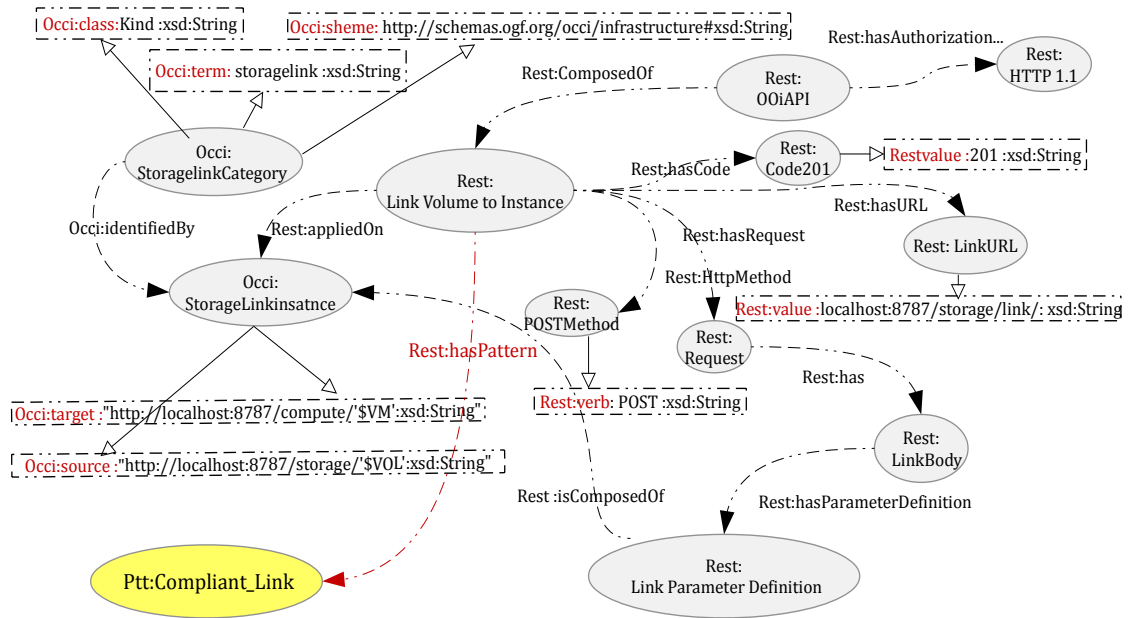 Occi:class:Kind :xsd:String
Occi:sheme: http://schemas.ogf.org/occi/infrastructure#xsd:String
Rest:hasAuthorization...
Occi:term: storagelink :xsd:String
Rest:ComposedOf
Rest:
OOiAPI
Rest:
HTTP 1.1
Occi:
StoragelinkCategory
Rest:
Link Volume to Instance
Rest:hasCode
Rest:
Code201
Restvalue :201 :xsd:String
Occi:identifiedBy
Rest:appliedOn
Rest:hasRequest
Rest:hasURL
Rest: LinkURL
Occi:
StorageLinkinsatnce
Rest:HttpMethod
Rest:
POSTMethod
Rest:value :localhost:8787/storage/link/: xsd:String
Rest:hasPattern
Rest:
Request
Rest:has
Rest:verb: POST :xsd:String
Occi:target :"http://localhost:8787/compute/'$VM':xsd:String"
Occi:source :"http://localhost:8787/storage/'$VOL':xsd:String"
Rest:
LinkBody
Rest :isComposedOf
Rest:hasParameterDefinition
Ptt:Compliant_Link
Rest:
Link Parameter Definition